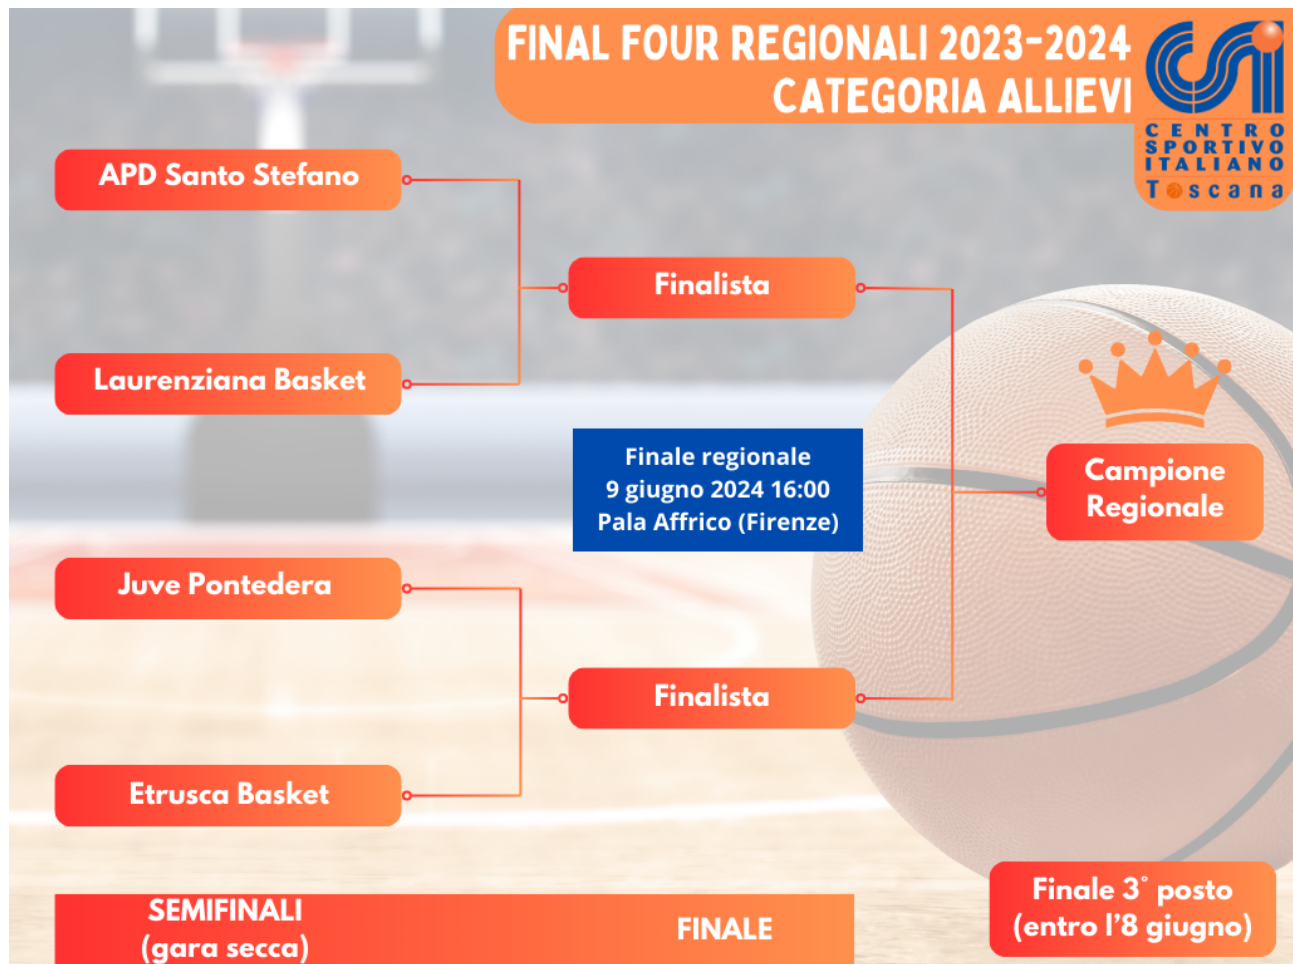 FINAL FOUR REGIONALI 2023-2024
CATEGORIA ALLIEVI
CSI
CENTRO
SPORTIVO
ITALIANO
Toscana
APD Santo Stefano
Finalista
Laurenziana Basket
Finale regionale
9 giugno 2024 16:00
Pala Affrico (Firenze)
Campione
Regionale
Juve Pontedera
Finalista
Etrusca Basket
SEMIFINALI
(gara secca)
FINALE
Finale 3° posto
(entro l'8 giugno)